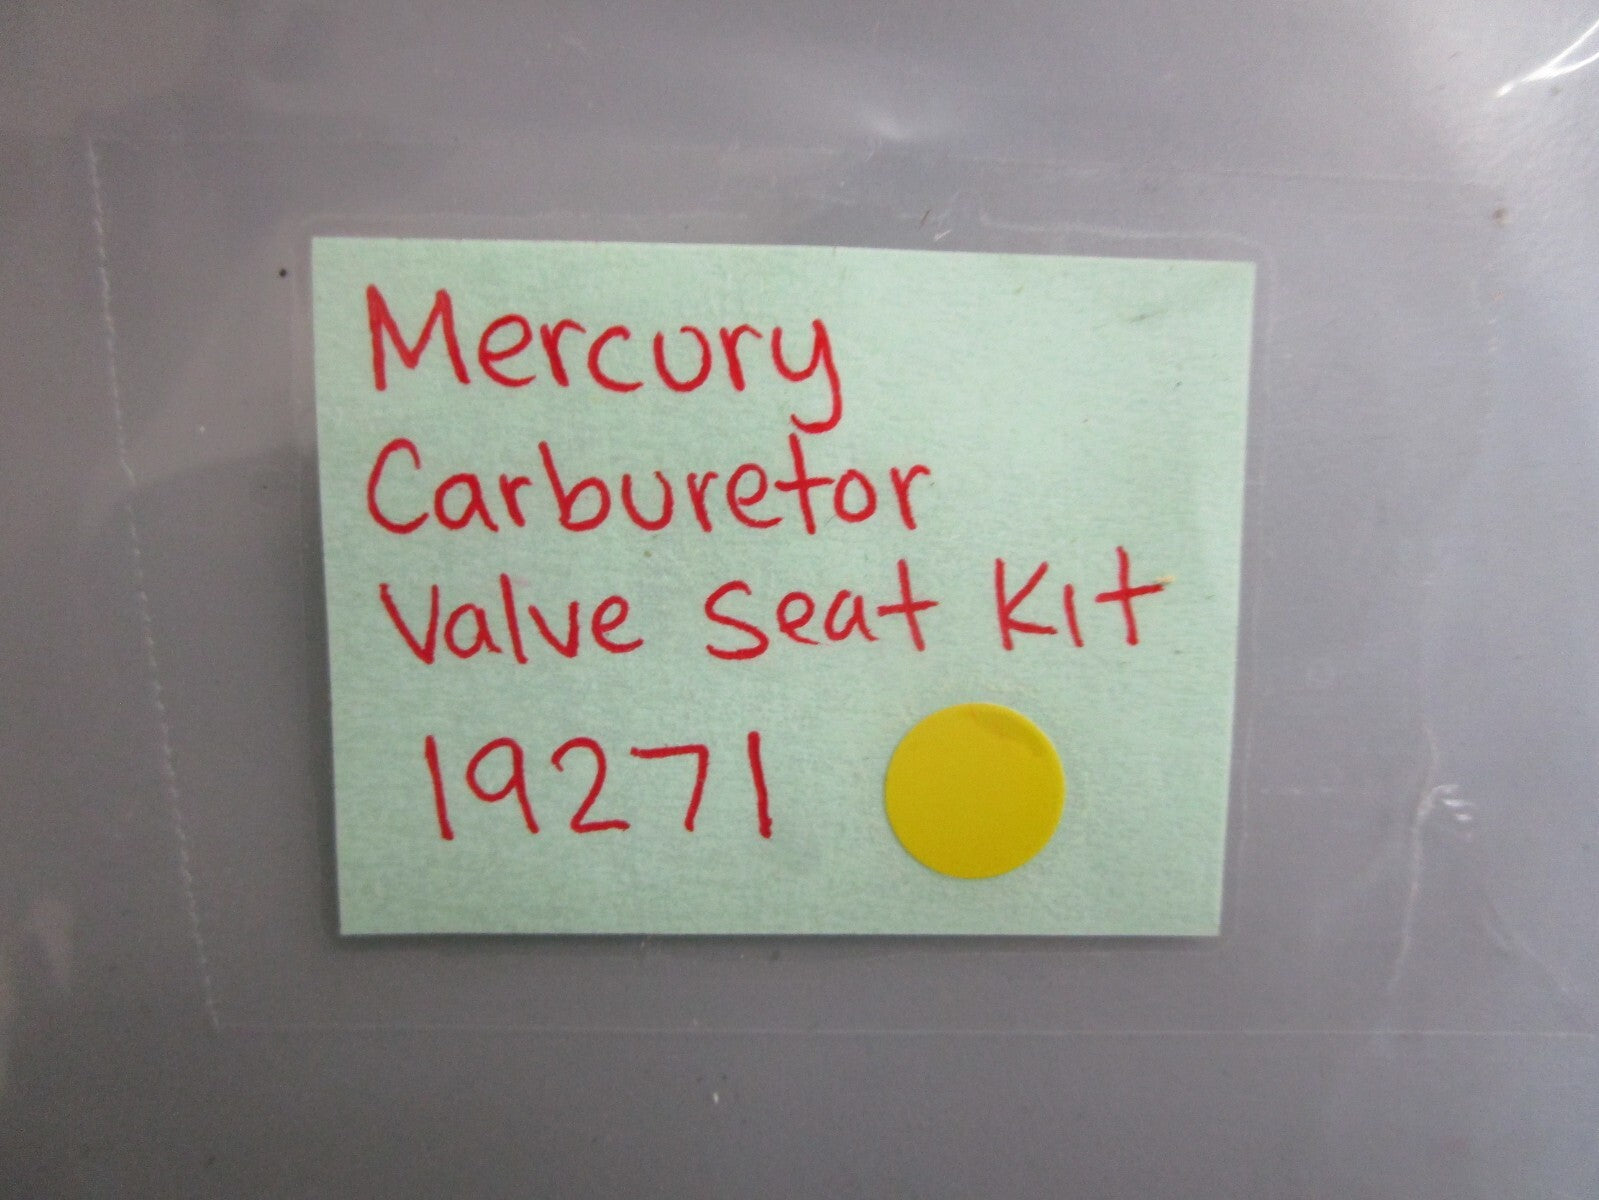 Mercury
Carburetor
Valve Seat Kit
19271